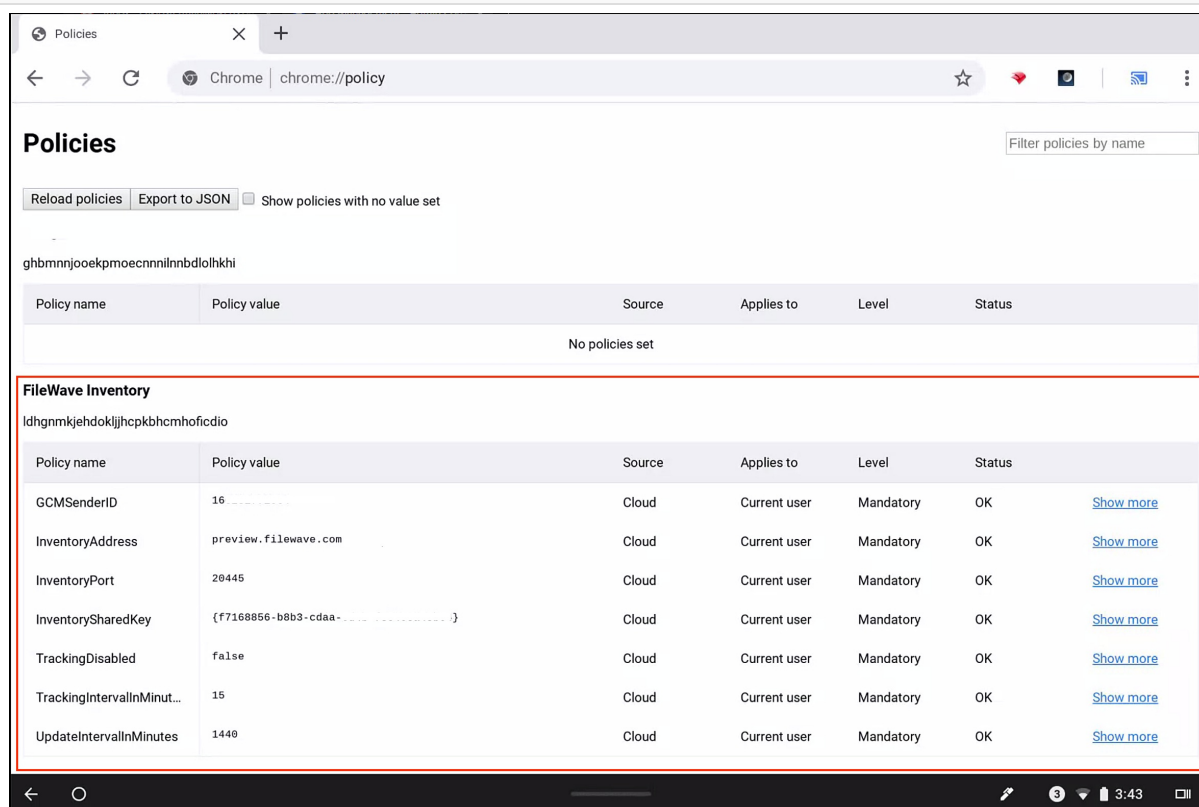 Policies
Chrome chrome://policy
Policies
Filter policies by name
Reload policies Export to JSON Show policies with no value set
ghbmnnjooekpmoecnnnilnnbdlolhkhi
Policy name Policy value Source Applies to Level Status
No policies set
FileWave Inventory
ldhgnmkjehdokljjhcpkbhcmhoficdio
Policy name Policy value Source Applies to Level Status
GCMSenderID 16 Cloud Current user Mandatory OK Show more
InventoryAddress preview.filewave.com Cloud Current user Mandatory OK Show more
InventoryPort 20445 Cloud Current user Mandatory OK Show more
InventorySharedKey {f7168856-b8b3-cdaa- } Cloud Current user Mandatory OK Show more
TrackingDisabled false Cloud Current user Mandatory OK Show more
TrackingIntervalInMinut... 15 Cloud Current user Mandatory OK Show more
UpdateIntervalInMinutes 1440 Cloud Current user Mandatory OK Show more
3 3:43